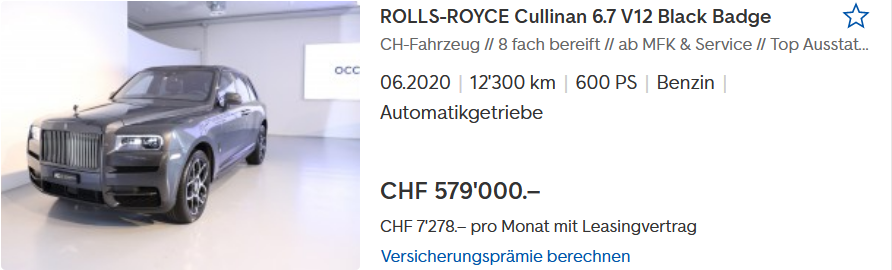 ROLLS-ROYCE Cullinan 6.7 V12 Black Badge
CH-Fahrzeug // 8 fach bereift // ab MFK & Service // Top Ausstat...
OCC
06.2020 | 12'300 km | 600 PS | Benzin |
Automatikgetriebe
CHF 579'000.–
CHF 7'278.– pro Monat mit Leasingvertrag
Versicherungsprämie berechnen